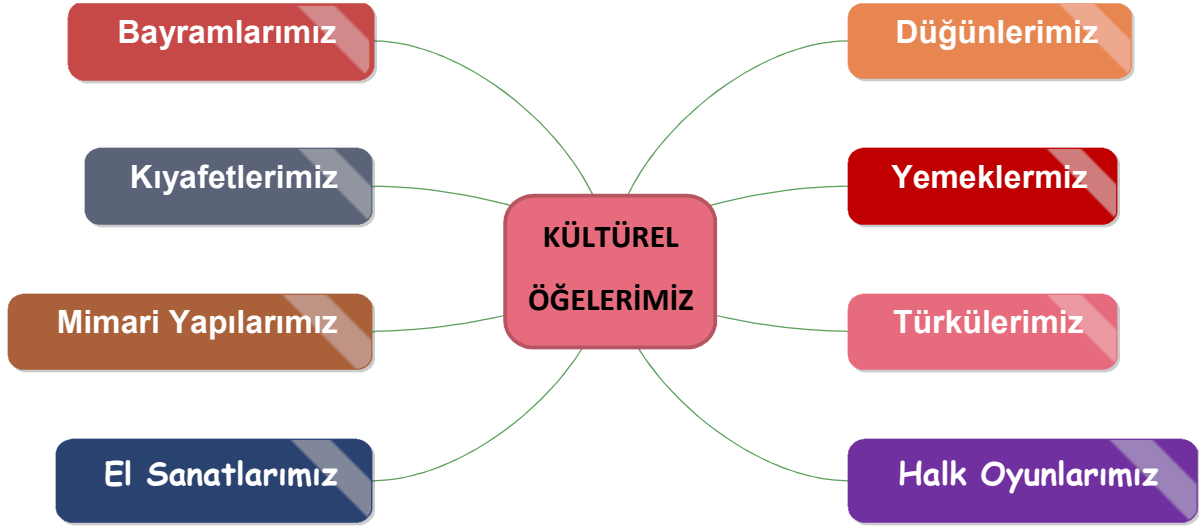 Bayramlarımız
Düğünlerimiz
Kıyafetlerimiz
Yemeklermiz
KÜLTÜREL
ÖĞELERİMİZ
Mimari Yapılarımız
Türkülerimiz
El Sanatlarımız
Halk Oyunlarımız